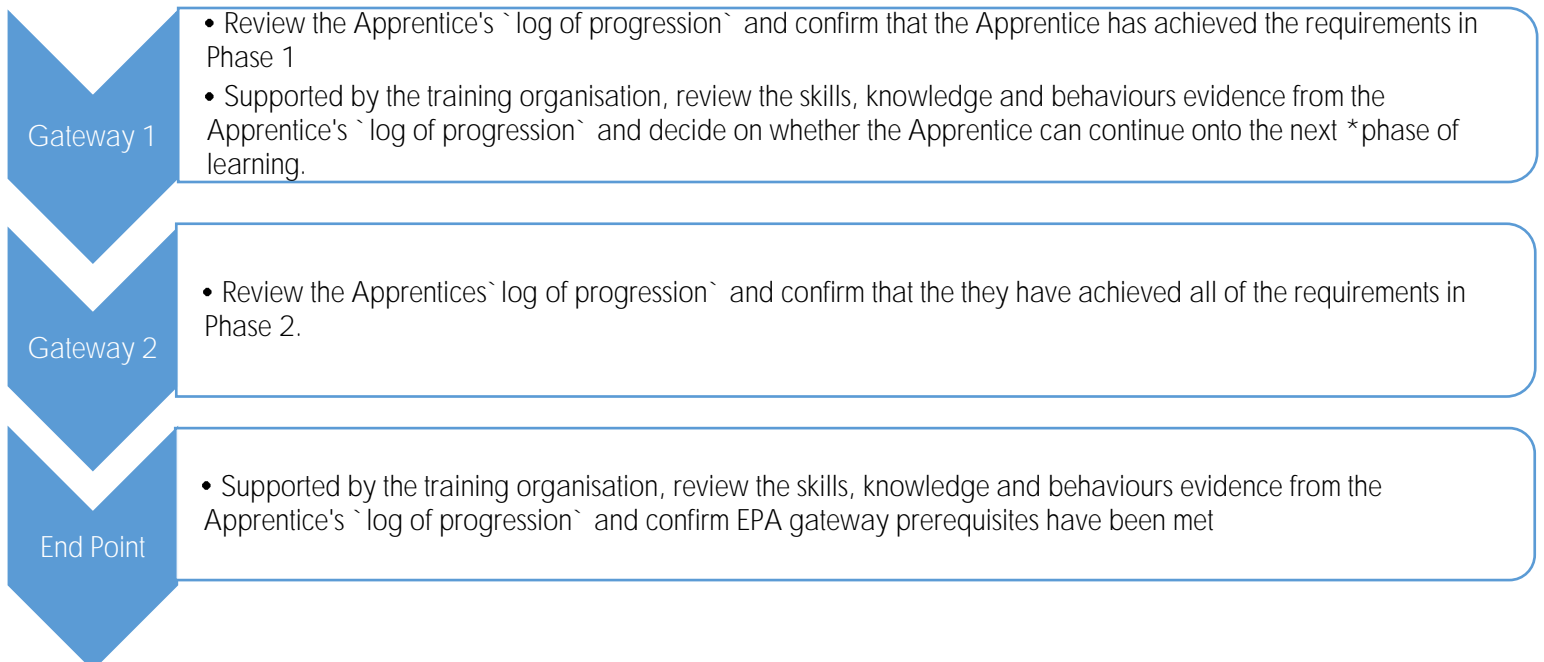 Gateway 1
• Review the Apprentice's `log of progression` and confirm that the Apprentice has achieved the requirements in
Phase 1
• Supported by the training organisation, review the skills, knowledge and behaviours evidence from the
Apprentice's `log of progression` and decide on whether the Apprentice can continue onto the next *phase of
learning.
Gateway 2
• Review the Apprentices`log of progression` and confirm that the they have achieved all of the requirements in
Phase 2.
End Point
• Supported by the training organisation, review the skills, knowledge and behaviours evidence from the
Apprentice's `log of progression` and confirm EPA gateway prerequisites have been met